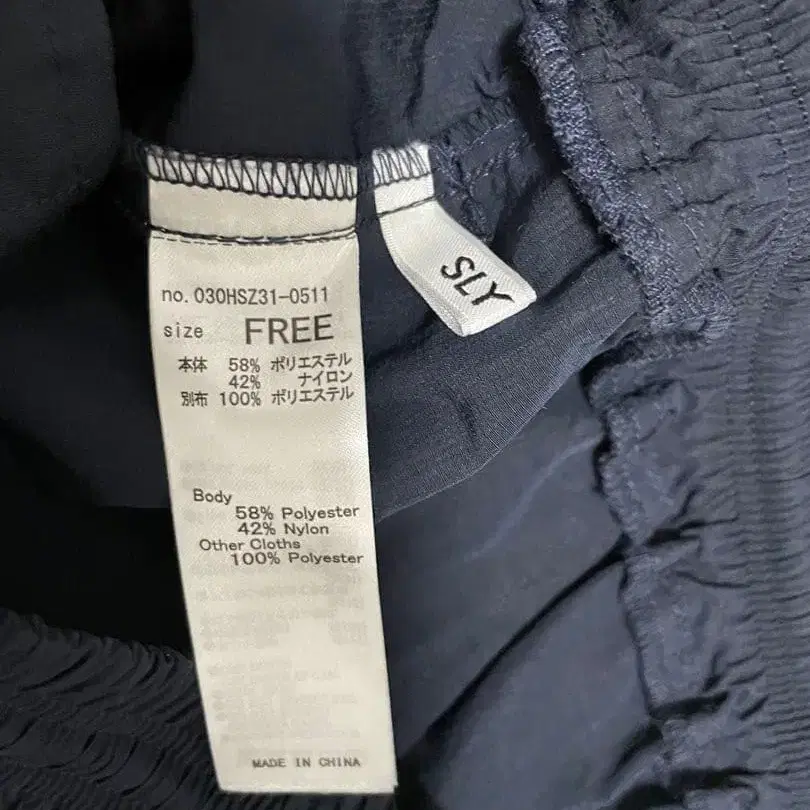 no. 030HSZ31-0511
size FREE
本体 58% ポリエステル
42% ナイロン
別布 100% ポリエステル
Body
58% Polyester
42% Nylon
Other Cloths
100% Polyester
MADE IN CHINA
SLY